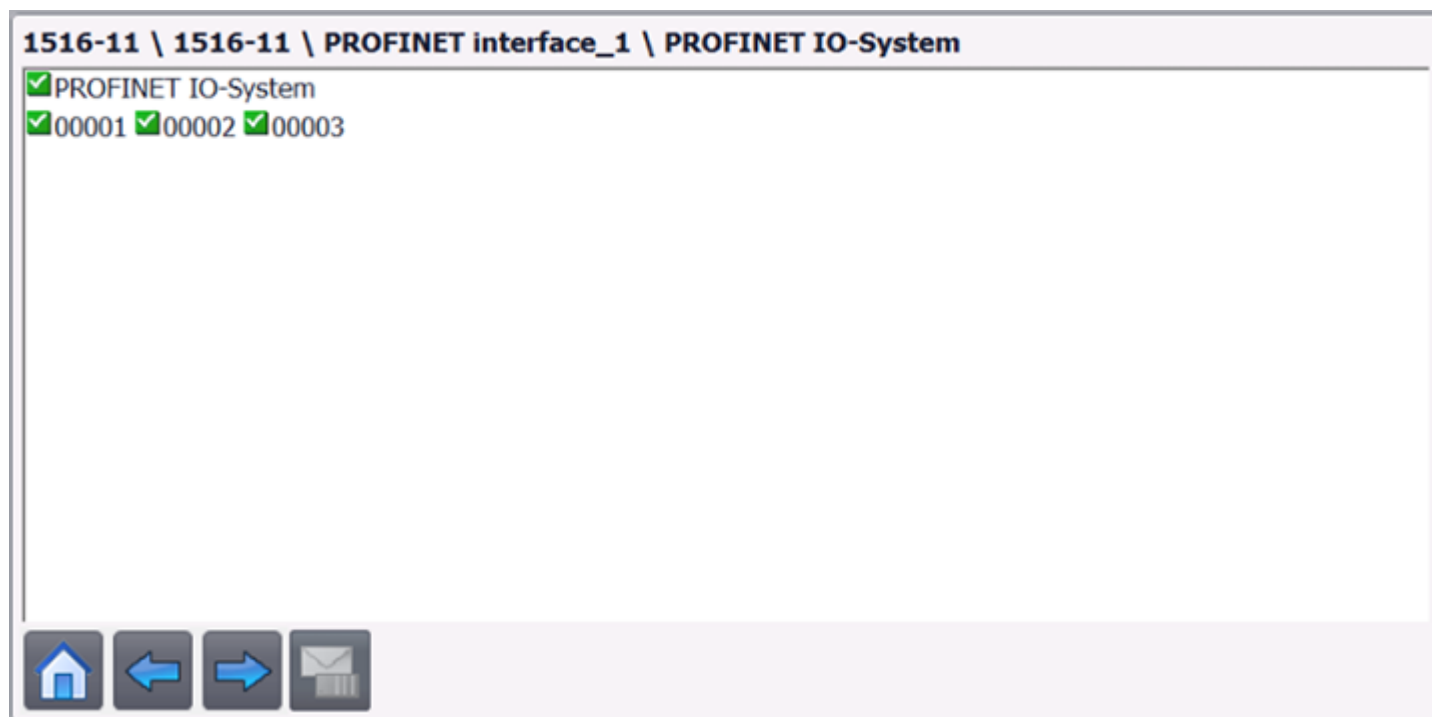 1516-11 \ 1516-11 \ PROFINET interface_1 \ PROFINET IO-System
PROFINET IO-System
00001 00002 00003